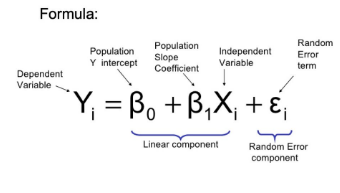 Formula:
Population
Y intercept
Population
Slope
Coefficient
Independent
Variable
Random
Error
term
Dependent
Variable
Yᵢ = β₀ + β₁Xᵢ + εᵢ
Linear component
Random Error
component